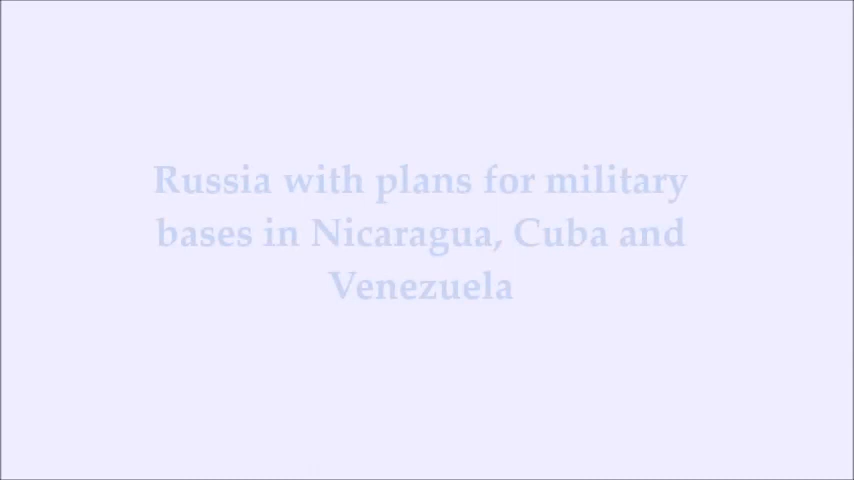 Russia with plans for military
bases in Nicaragua, Cuba and
Venezuela